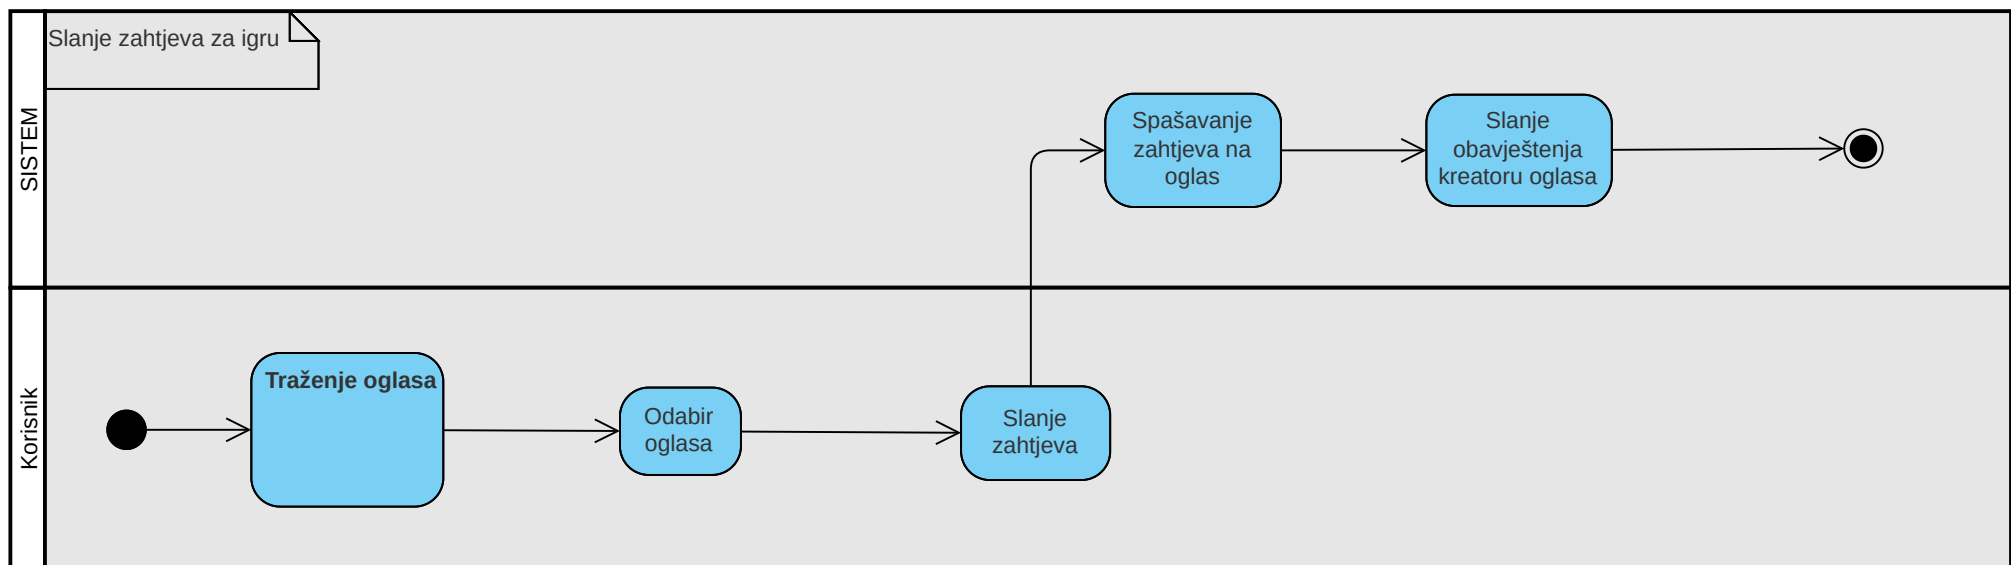 Slanje zahtjeva za igru
SISTEM
Spašavanje
zahtjeva na
oglas
Slanje
obavještenja
kreatoru oglasa
Korisnik
Traženje oglasa
Odabir
oglasa
Slanje
zahtjeva